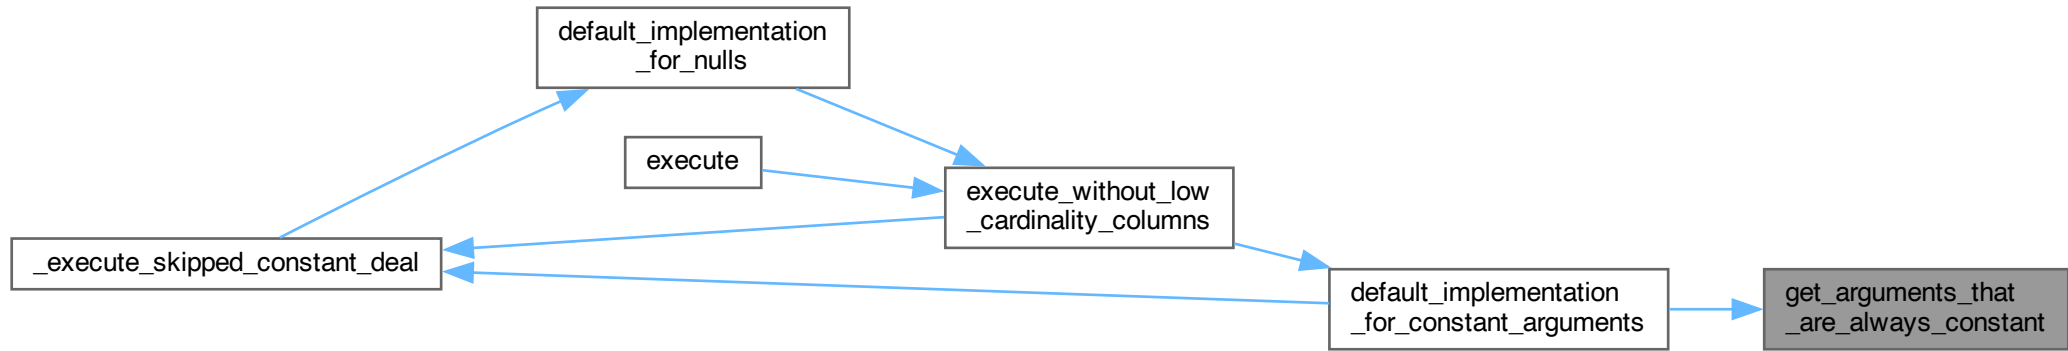 default_implementation
_for_nulls
execute
execute_without_low
_cardinality_columns
_execute_skipped_constant_deal
default_implementation
_for_constant_arguments
get_arguments_that
_are_always_constant